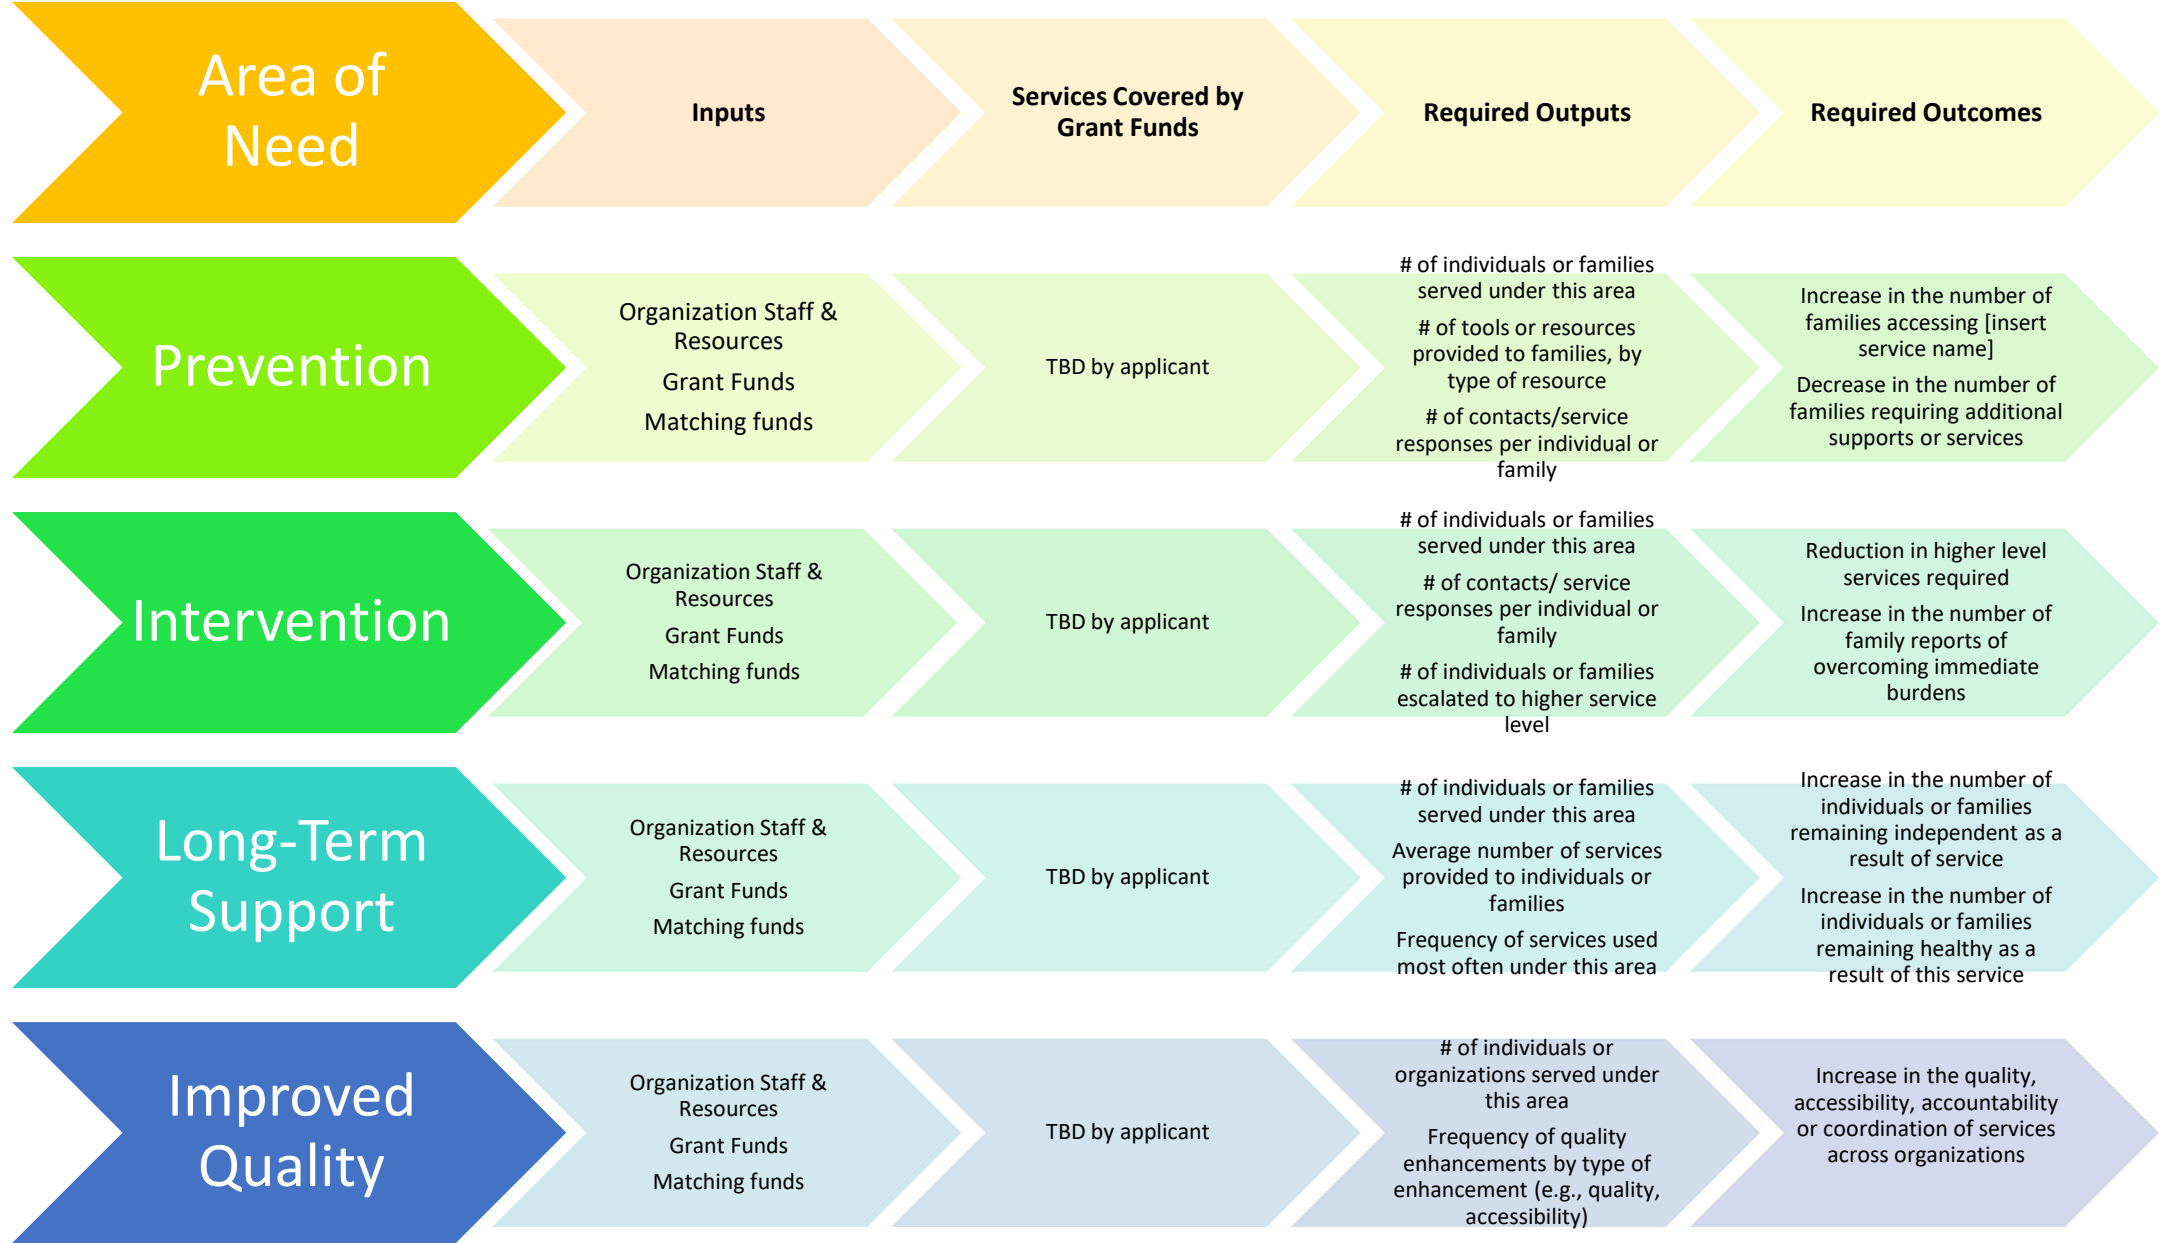 Area of
Need
Inputs
Services Covered by
Grant Funds
Required Outputs
Required Outcomes
Prevention
Organization Staff &
Resources
Grant Funds
Matching funds
TBD by applicant
# of individuals or families
served under this area
# of tools or resources
provided to families, by
type of resource
# of contacts/service
responses per individual or
family
Increase in the number of
families accessing [insert
service name]
Decrease in the number of
families requiring additional
supports or services
Intervention
Organization Staff &
Resources
Grant Funds
Matching funds
TBD by applicant
# of individuals or families
served under this area
# of contacts/ service
responses per individual or
family
# of individuals or families
escalated to higher service
level
Reduction in higher level
services required
Increase in the number of
family reports of
overcoming immediate
burdens
Long-Term
Support
Organization Staff &
Resources
Grant Funds
Matching funds
TBD by applicant
# of individuals or families
served under this area
Average number of services
provided to individuals or
families
Frequency of services used
most often under this area
Increase in the number of
individuals or families
remaining independent as a
result of service
Increase in the number of
individuals or families
remaining healthy as a
result of this service
Improved
Quality
Organization Staff &
Resources
Grant Funds
Matching funds
TBD by applicant
# of individuals or
organizations served under
this area
Frequency of quality
enhancements by type of
enhancement (e.g., quality,
accessibility)
Increase in the quality,
accessibility, accountability
or coordination of services
across organizations